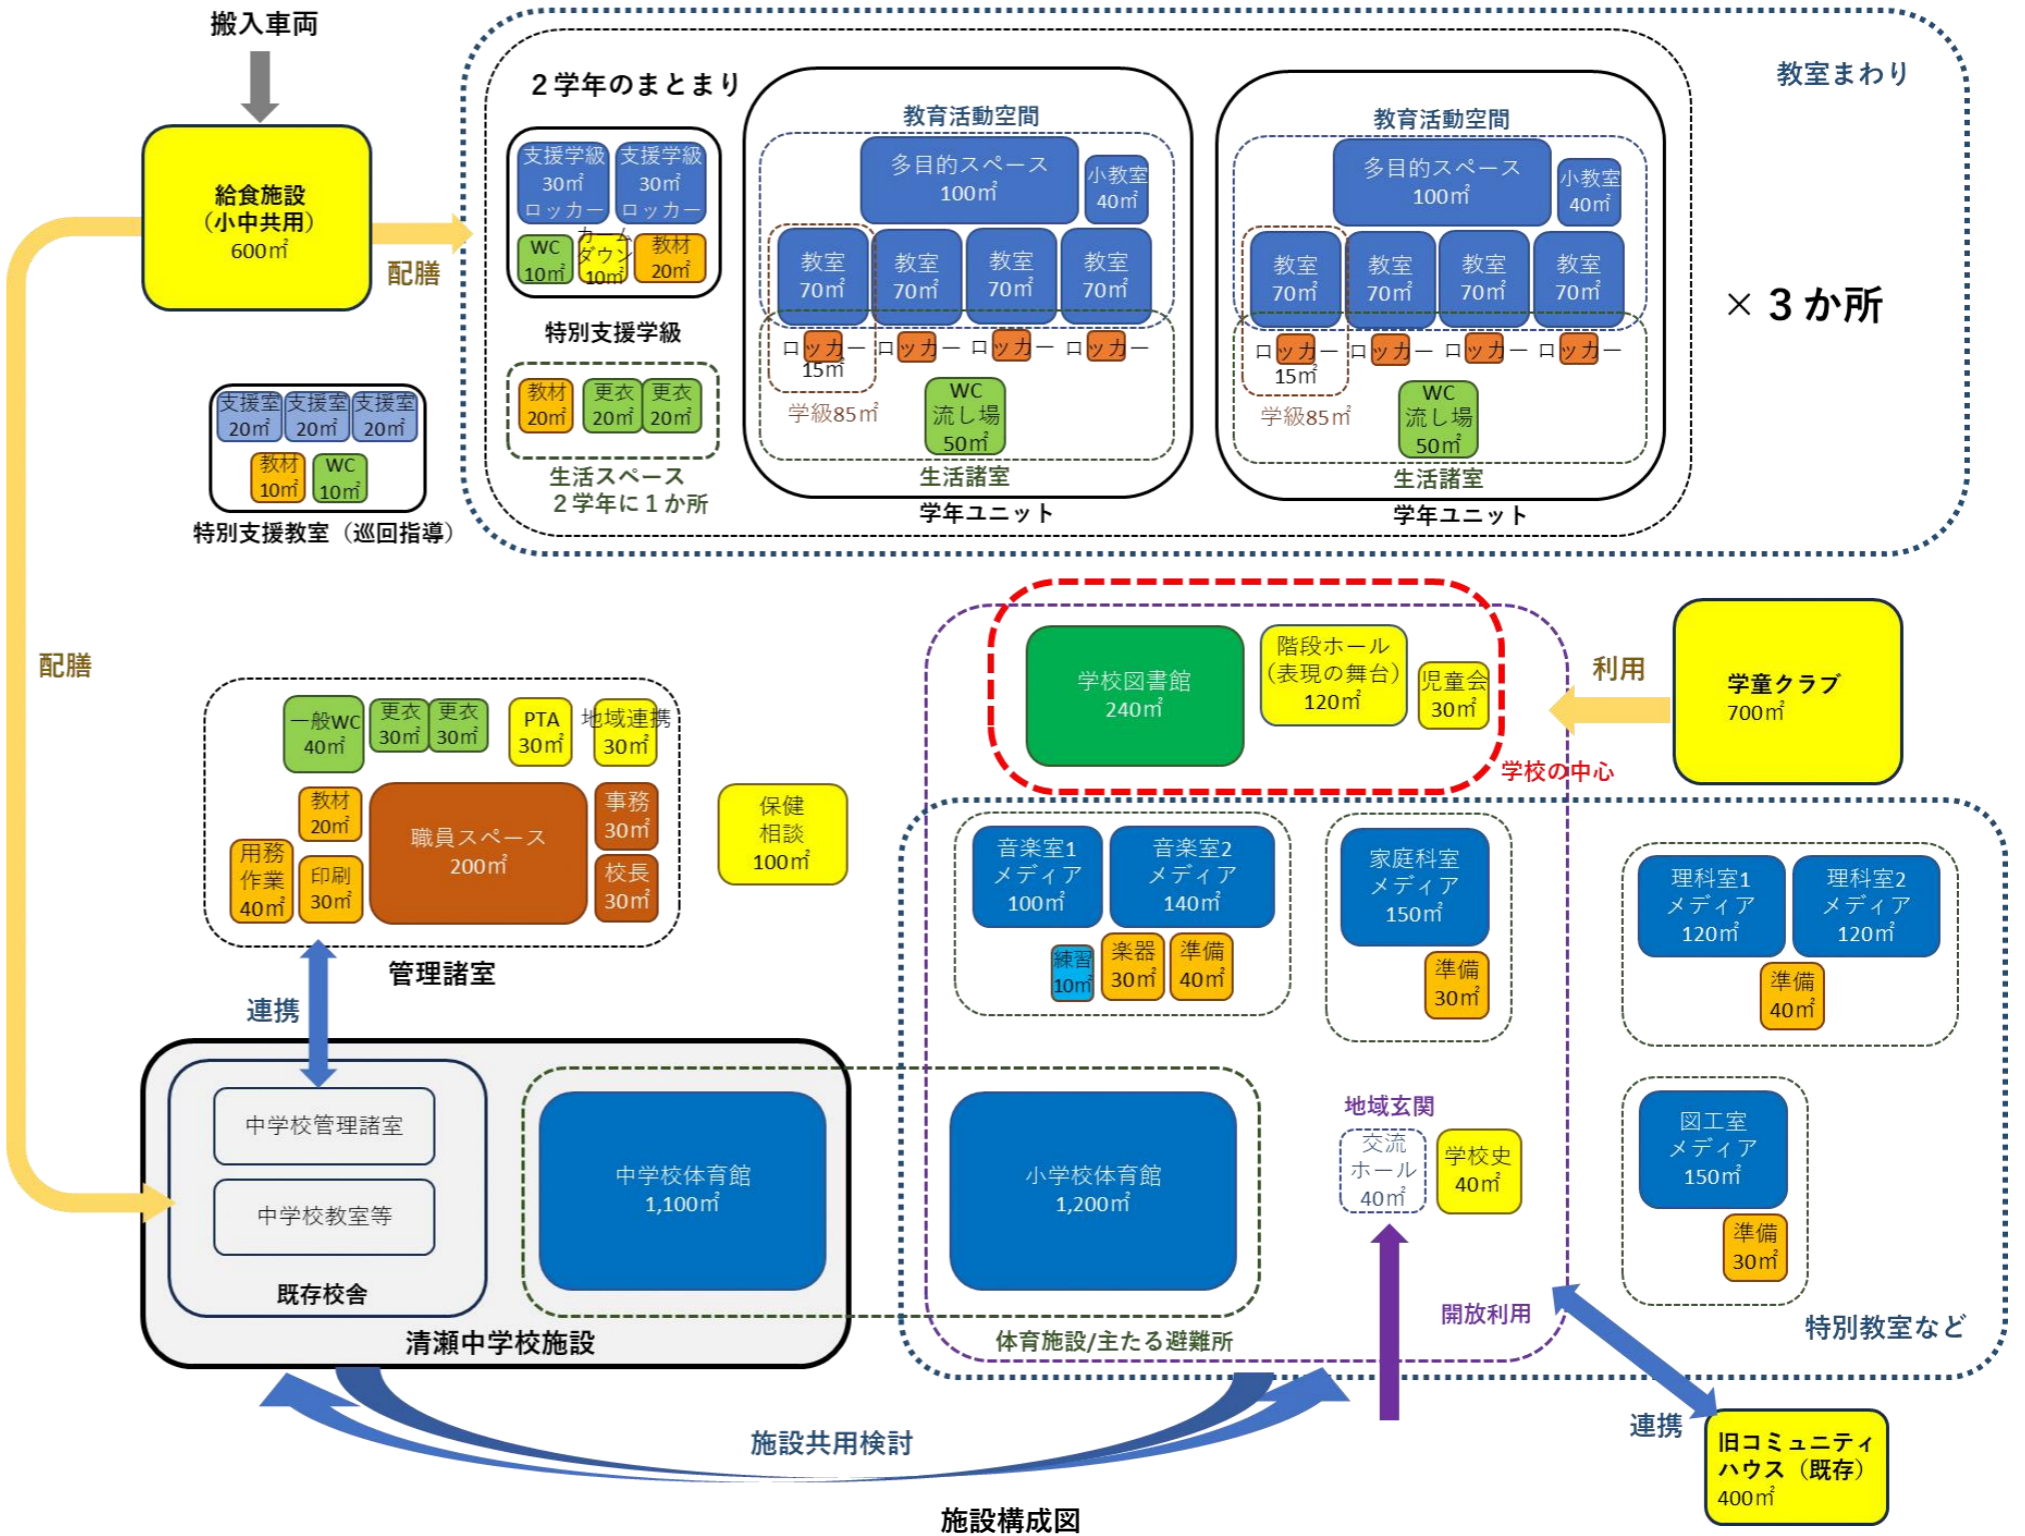 搬入車両
給食施設
（小中共用）
600㎡
配膳
教室まわり
２学年のまとまり
支援学級
30㎡
ロッカー
支援学級
30㎡
ロッカー
WC
10㎡
カーム
ダウン
10㎡
教材
20㎡
特別支援学級
教材
20㎡
更衣
20㎡
更衣
20㎡
生活スペース
２学年に１か所
教育活動空間
多目的スペース
100㎡
小教室
40㎡
教室
70㎡
教室
70㎡
教室
70㎡
教室
70㎡
ロッカー
15㎡
ロッカー
ロッカー
ロッカー
学級85㎡
WC
流し場
50㎡
生活諸室
学年ユニット
教育活動空間
多目的スペース
100㎡
小教室
40㎡
教室
70㎡
教室
70㎡
教室
70㎡
教室
70㎡
ロッカー
15㎡
ロッカー
ロッカー
ロッカー
学級85㎡
WC
流し場
50㎡
生活諸室
学年ユニット
×３か所
支援室
20㎡
支援室
20㎡
支援室
20㎡
教材
10㎡
WC
10㎡
特別支援教室（巡回指導）
配膳
一般WC
40㎡
更衣
30㎡
更衣
30㎡
PTA
30㎡
地域連携
30㎡
教材
20㎡
用務
作業
40㎡
印刷
30㎡
職員スペース
200㎡
事務
30㎡
校長
30㎡
管理諸室
保健
相談
100㎡
学校図書館
240㎡
階段ホール
（表現の舞台）
120㎡
児童会
30㎡
学校の中心
利用
学童クラブ
700㎡
音楽室1
メディア
100㎡
音楽室2
メディア
140㎡
練習
10㎡
楽器
30㎡
準備
40㎡
家庭科室
メディア
150㎡
準備
30㎡
理科室1
メディア
120㎡
理科室2
メディア
120㎡
準備
40㎡
連携
中学校管理諸室
中学校教室等
既存校舎
清瀬中学校施設
中学校体育館
1,100㎡
小学校体育館
1,200㎡
体育施設/主たる避難所
地域玄関
交流
ホール
40㎡
学校史
40㎡
開放利用
図工室
メディア
150㎡
準備
30㎡
特別教室など
施設共用検討
連携
旧コミュニティ
ハウス（既存）
400㎡
施設構成図